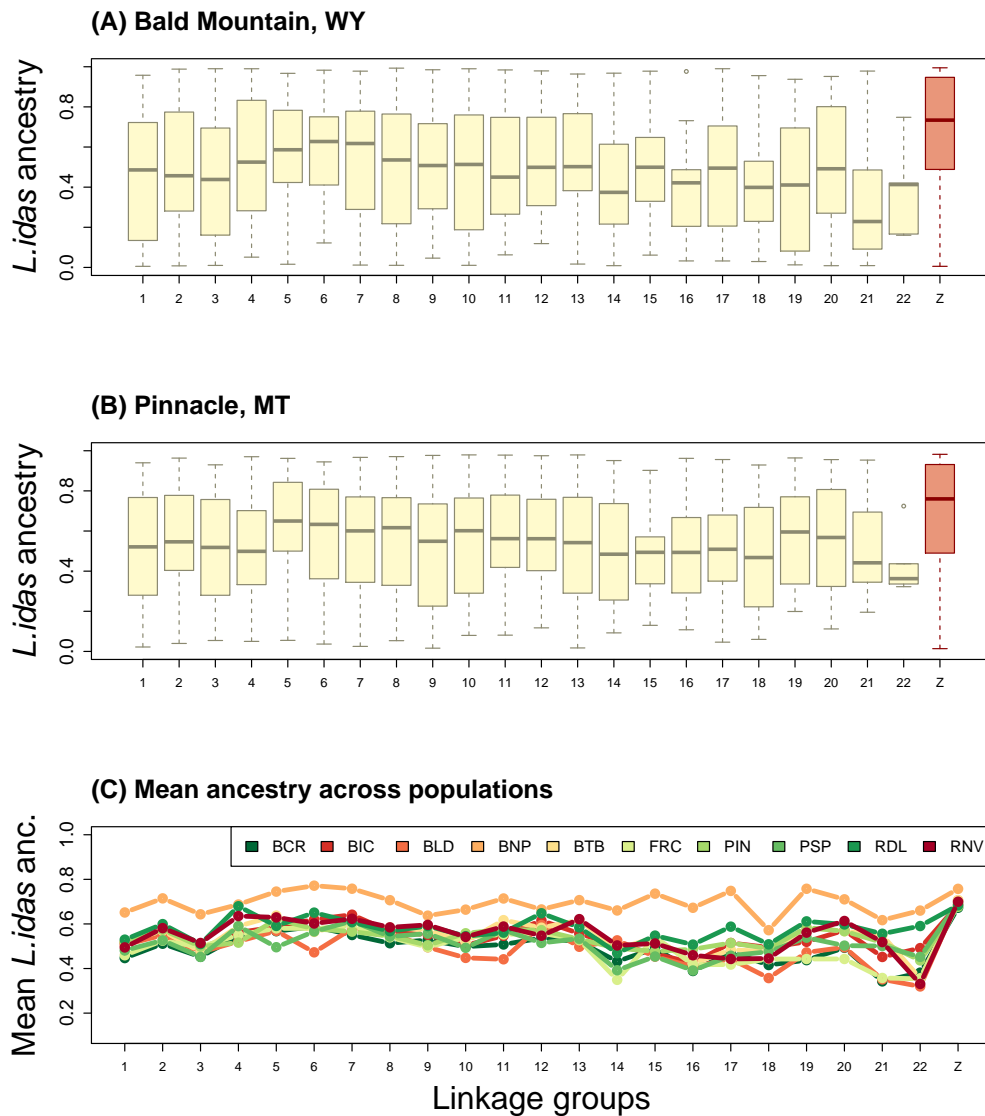 (A) Bald Mountain, WY
L.idas ancestry
0.0 0.4 0.8
1 2 3 4 5 6 7 8 9 10 11 12 13 14 15 16 17 18 19 20 21 22 Z
(B) Pinnacle, MT
L.idas ancestry
0.0 0.4 0.8
1 2 3 4 5 6 7 8 9 10 11 12 13 14 15 16 17 18 19 20 21 22 Z
(C) Mean ancestry across populations
Mean L.idas anc.
0.2 0.4 0.6 0.8 1.0
BCR BIC BLD BNP BTB FRC PIN PSP RDL RNV
1 2 3 4 5 6 7 8 9 10 11 12 13 14 15 16 17 18 19 20 21 22 Z
Linkage groups